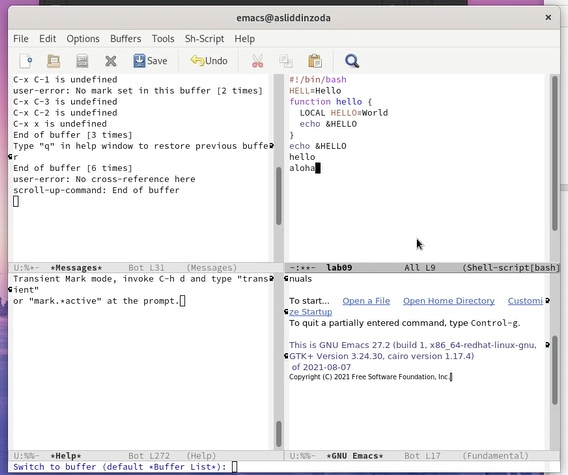 emacs@asliddinzoda
×
File Edit Options Buffers Tools Sh-Script Help
Save Undo
C-x C-1 is undefined
user-error: No mark set in this buffer [2 times]
C-x C-3 is undefined
C-x C-2 is undefined
C-x x is undefined
End of buffer [3 times]
Type "q" in help window to restore previous buffe
r
End of buffer [6 times]
user-error: No cross-reference here
scroll-up-command: End of buffer
U:%*- *Messages* Bot L31 (Messages)
#!/bin/bash
HELL=Hello
function hello {
LOCAL HELLO=World
echo &HELLO
}
echo &HELLO
hello
aloha
-:**- lab09 All L9 (Shell-script[bash]
Transient Mark mode, invoke C-h d and type "trans
ient"
or "mark.*active" at the prompt.
U:%%- *Help* Bot L272 (Help)
nuals
To start... Open a File Open Home Directory Customi
ze Startup
To quit a partially entered command, type Control-g.
This is GNU Emacs 27.2 (build 1, x86_64-redhat-linux-gnu,
GTK+ Version 3.24.30, cairo version 1.17.4)
of 2021-08-07
Copyright (C) 2021 Free Software Foundation, Inc.
U:%%- *GNU Emacs* Bot L17 (Fundamental)
Switch to buffer (default *Buffer List*):